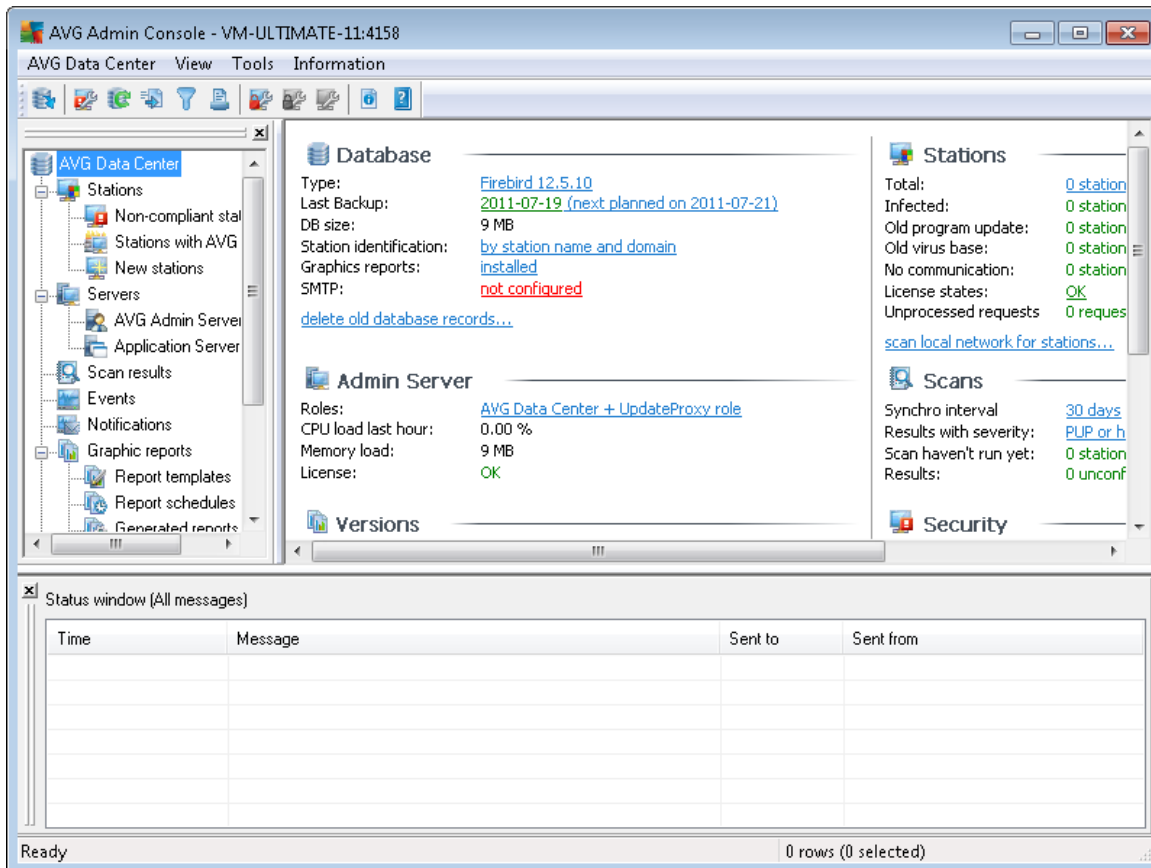 AVG Admin Console - VM-ULTIMATE-11:4158
AVG Data Center View Tools Information
AVG Data Center
Stations
Non-compliant stat
Stations with AVG
New stations
Servers
AVG Admin Server
Application Server
Scan results
Events
Notifications
Graphic reports
Report templates
Report schedules
Generated reports
Database
Type: Firebird 12.5.10
Last Backup: 2011-07-19 (next planned on 2011-07-21)
DB size: 9 MB
Station identification: by station name and domain
Graphics reports: installed
SMTP: not configured
delete old database records...
Admin Server
Roles: AVG Data Center + UpdateProxy role
CPU load last hour: 0.00 %
Memory load: 9 MB
License: OK
Versions
Stations
Total: 0 station
Infected: 0 station
Old program update: 0 station
Old virus base: 0 station
No communication: 0 station
License states: OK
Unprocessed requests 0 reques
scan local network for stations...
Scans
Synchro interval 30 days
Results with severity: PUP or h
Scan haven't run yet: 0 station
Results: 0 unconf
Security
Status window (All messages)
Time Message Sent to Sent from
Ready 0 rows (0 selected)